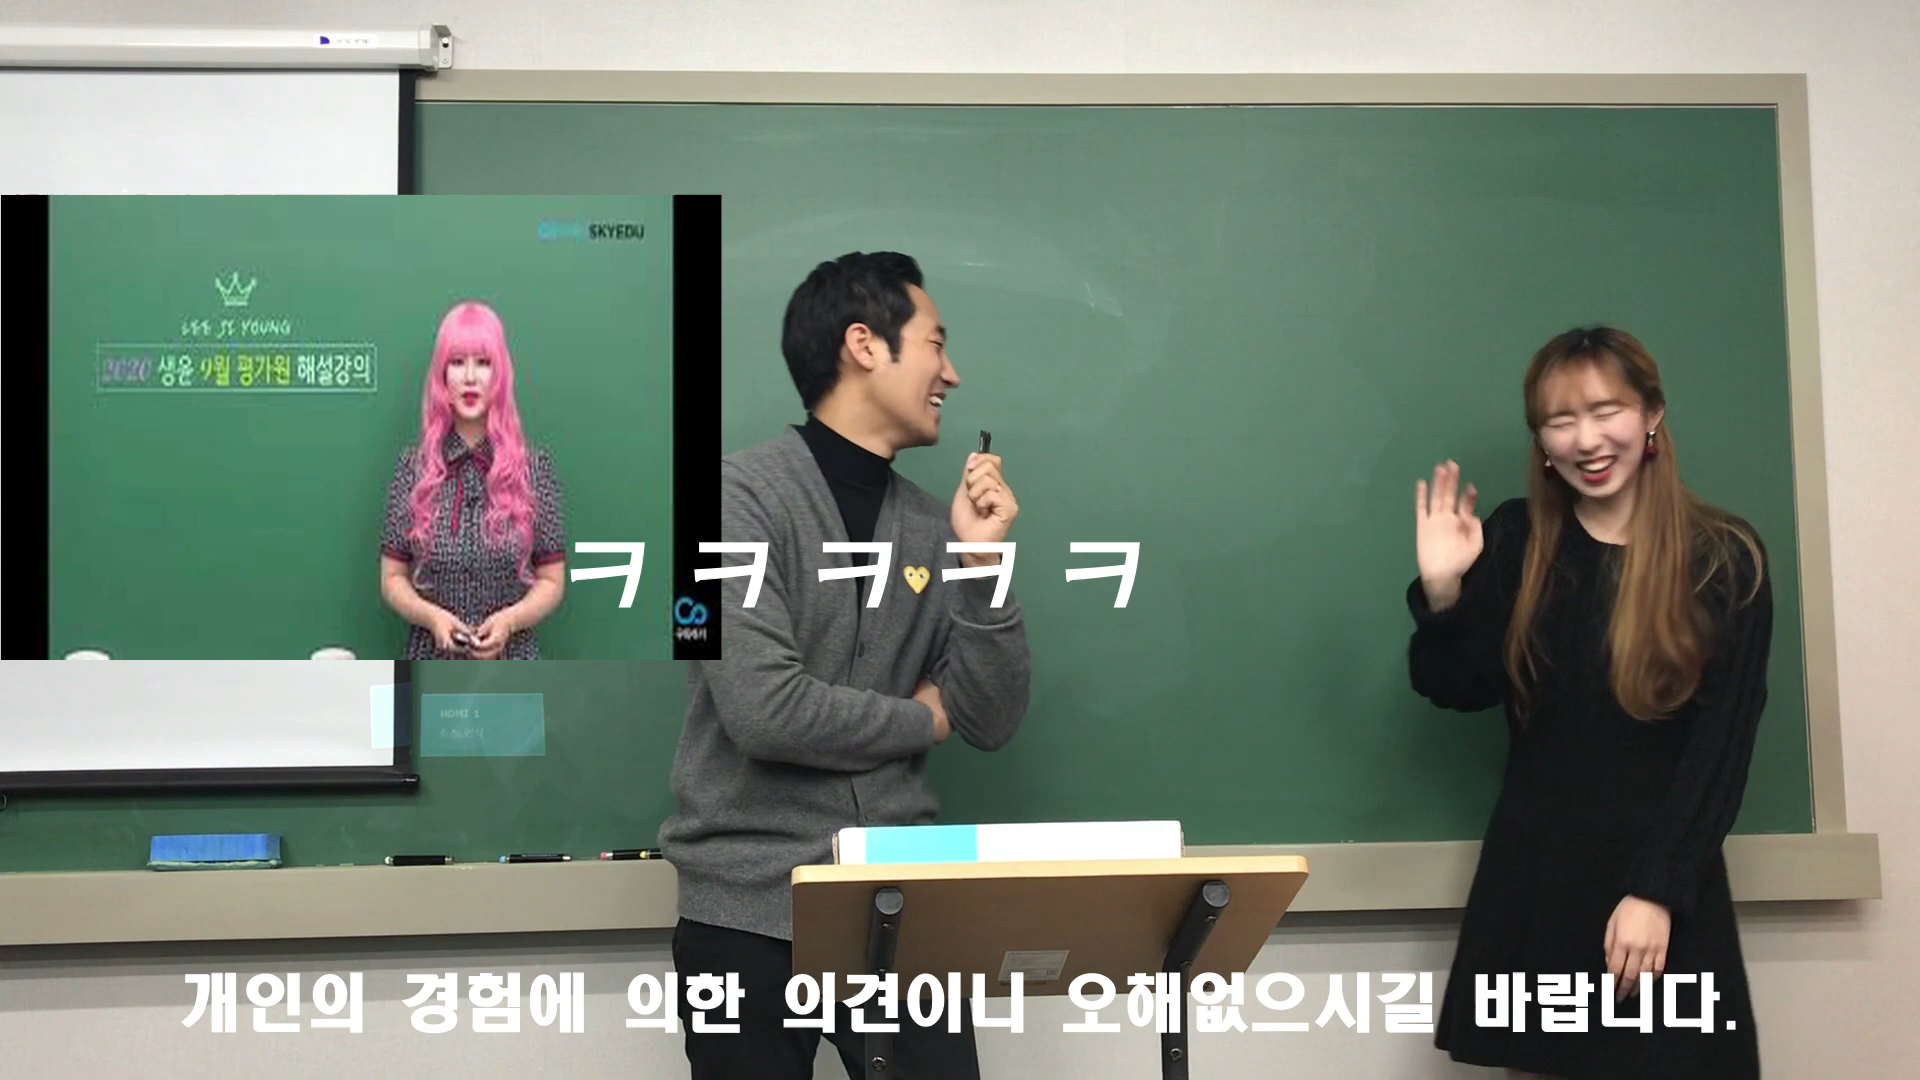 SKYEDU
LEE JI YOUNG
2020 생윤 9월 평가원 해설강의
ㅋㅋㅋㅋㅋ
HDMI 1
개인의 경험에 의한 의견이니 오해없으시길 바랍니다.